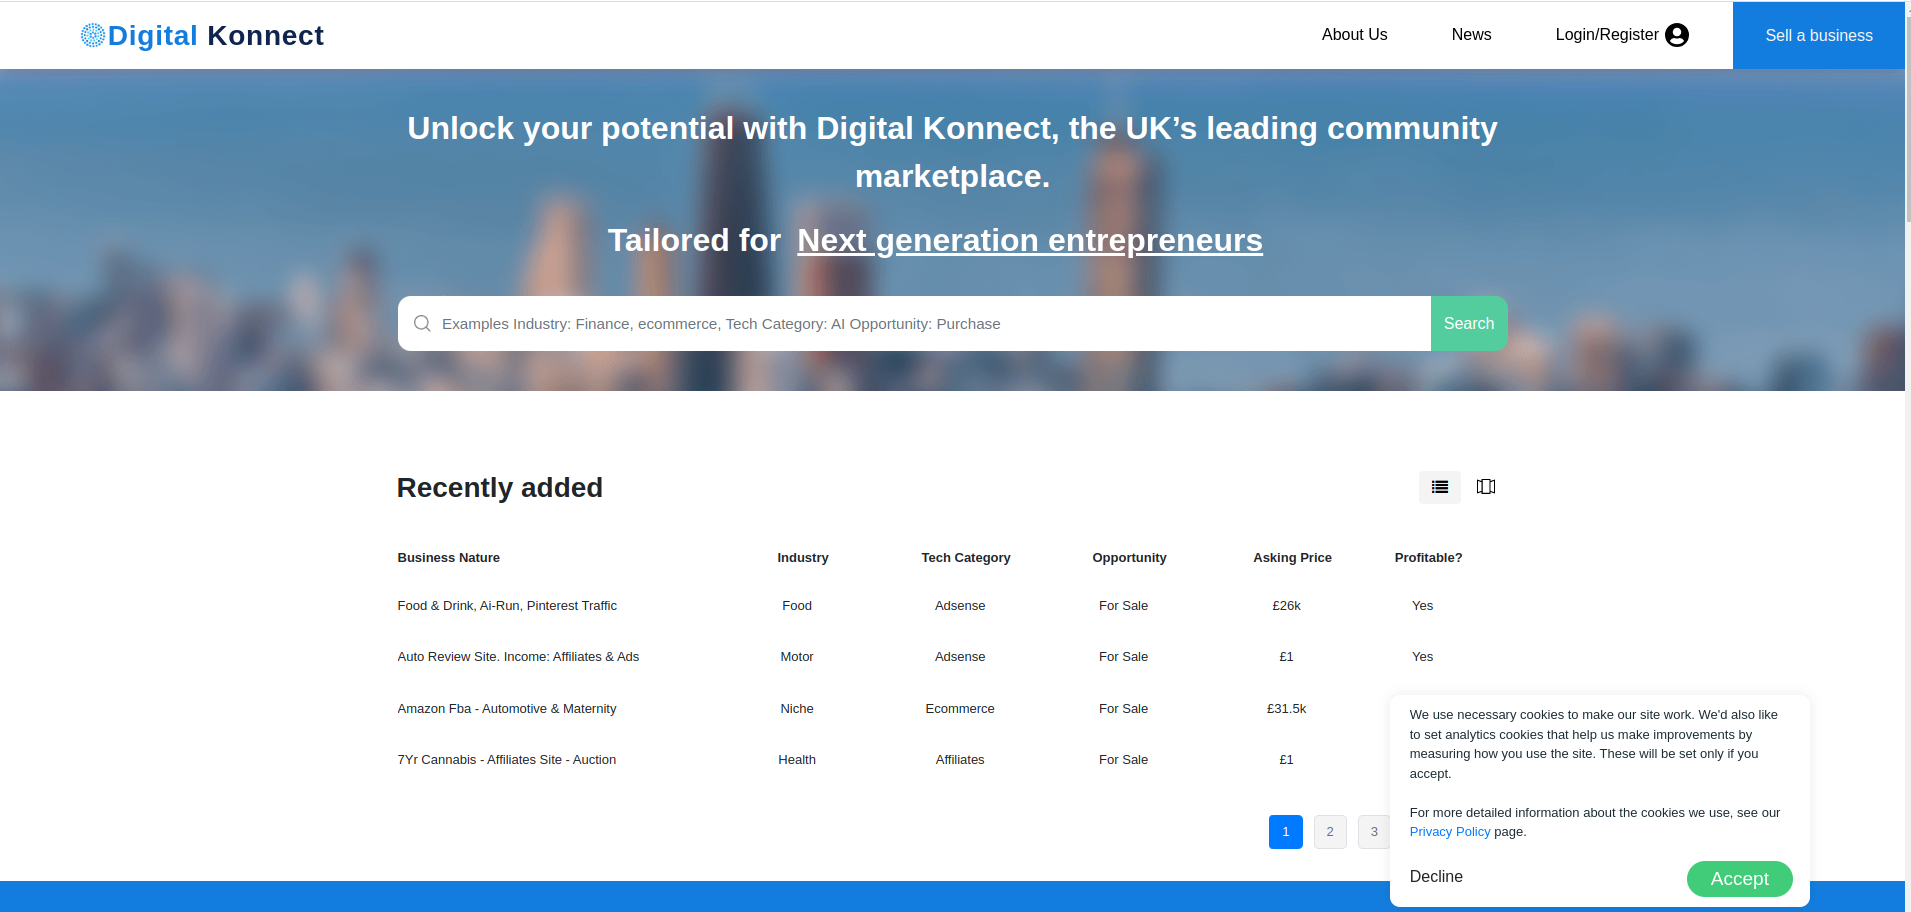 Digital Konnect
About Us
News
Login/Register
Sell a business
Unlock your potential with Digital Konnect, the UK’s leading community
marketplace.
Tailored for Next generation entrepreneurs
Examples Industry: Finance, ecommerce, Tech Category: AI Opportunity: Purchase
Search
Recently added
Business Nature Industry Tech Category Opportunity Asking Price Profitable?
Food & Drink, Ai-Run, Pinterest Traffic Food Adsense For Sale £26k Yes
Auto Review Site. Income: Affiliates & Ads Motor Adsense For Sale £1 Yes
Amazon Fba - Automotive & Maternity Niche Ecommerce For Sale £31.5k
7Yr Cannabis - Affiliates Site - Auction Health Affiliates For Sale £1
1 2 3
We use necessary cookies to make our site work. We'd also like
to set analytics cookies that help us make improvements by
measuring how you use the site. These will be set only if you
accept.
For more detailed information about the cookies we use, see our
Privacy Policy page.
Decline
Accept